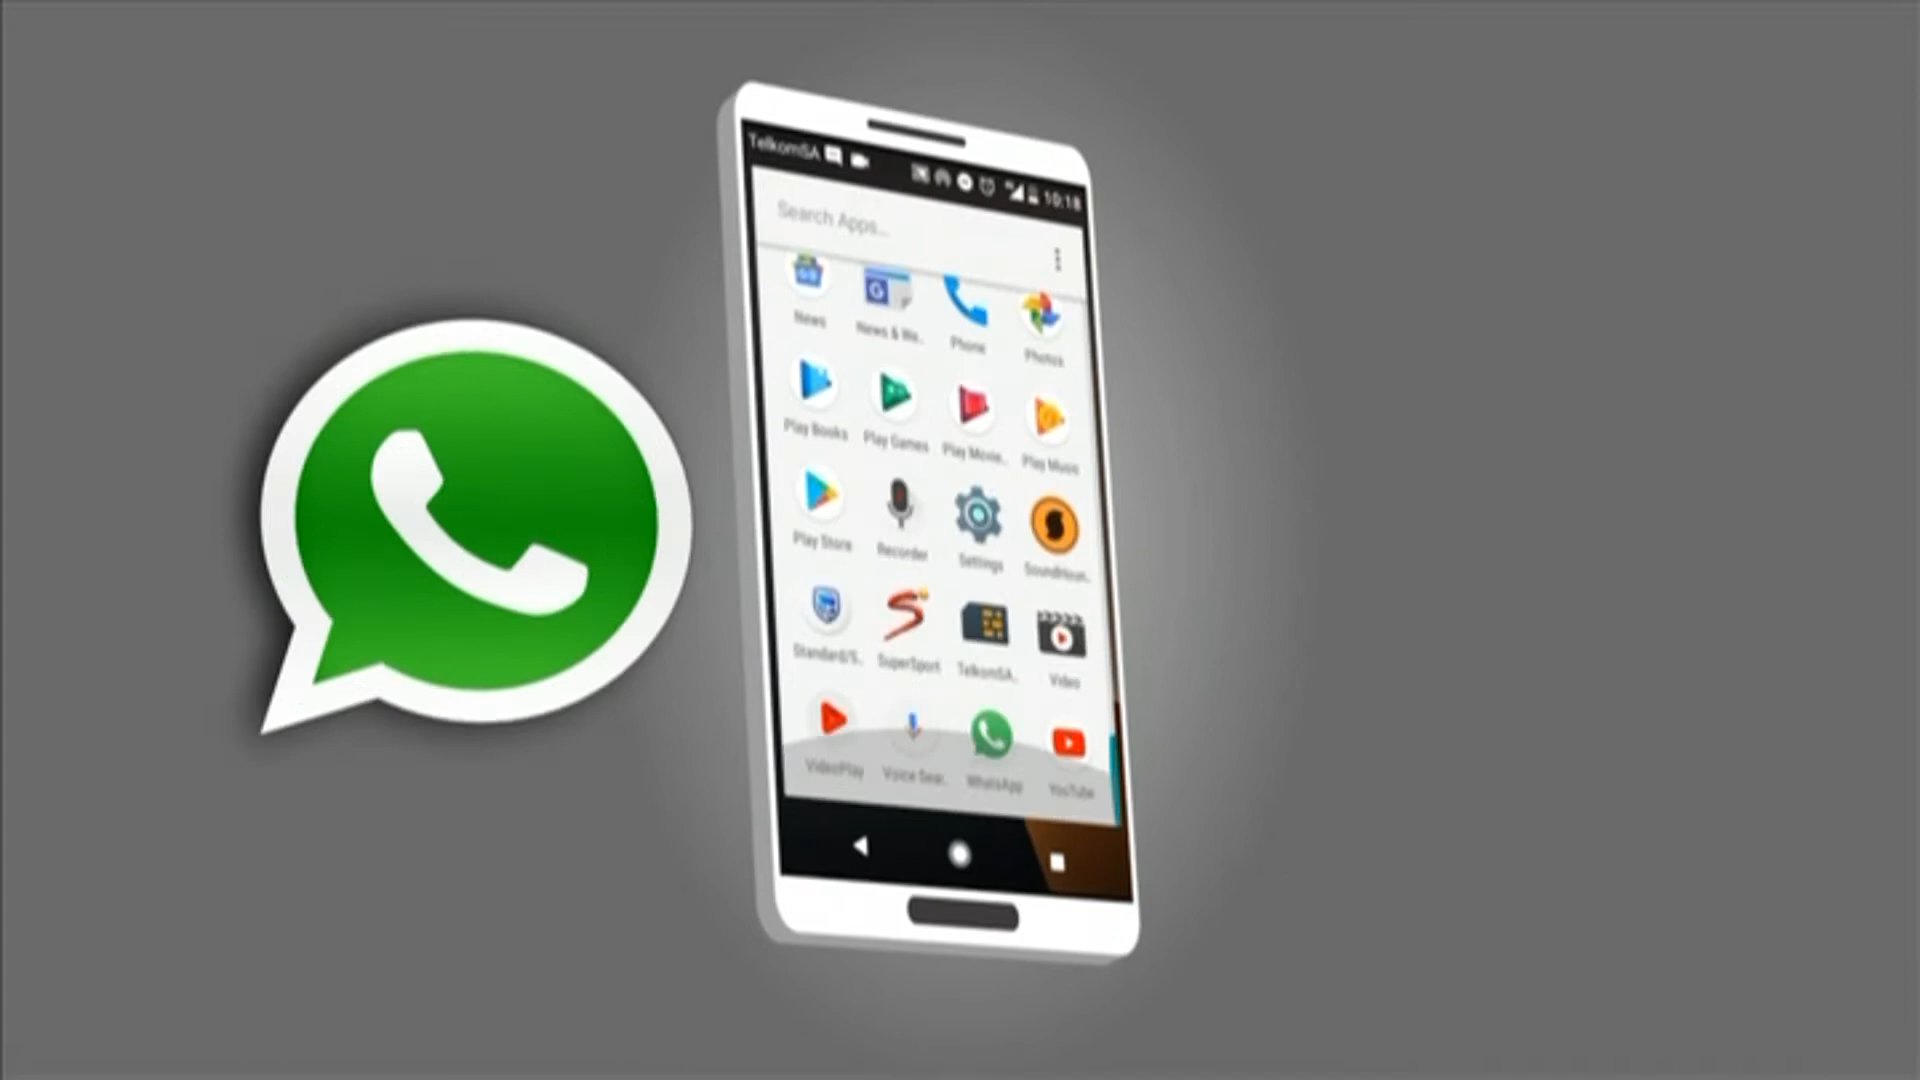 TelkomSA 10:18
Search Apps...
News News & We.. Phone Photos
Play Books Play Games Play Movie.. Play Music
Play Store Recorder Settings SoundHoun..
Standard/S.. SuperSport TelkomSA.. Video
VideoPlay Voice Sear.. WhatsApp YouTube